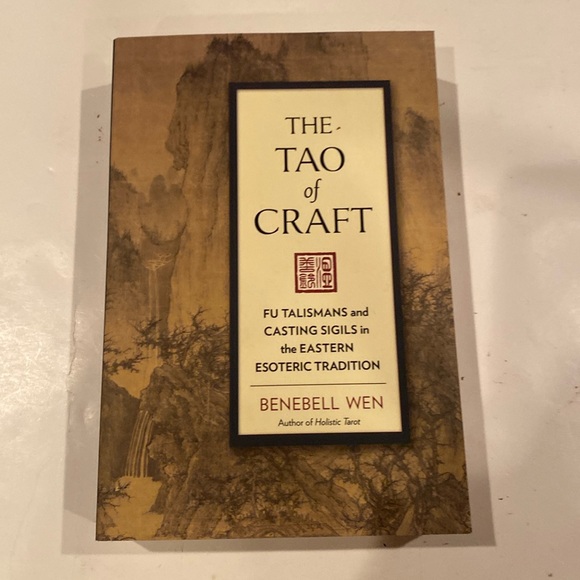 THE
TAO
of
CRAFT
FU TALISMANS and
CASTING SIGILS in
the EASTERN
ESOTERIC TRADITION
BENEBELL WEN
Author of Holistic Tarot